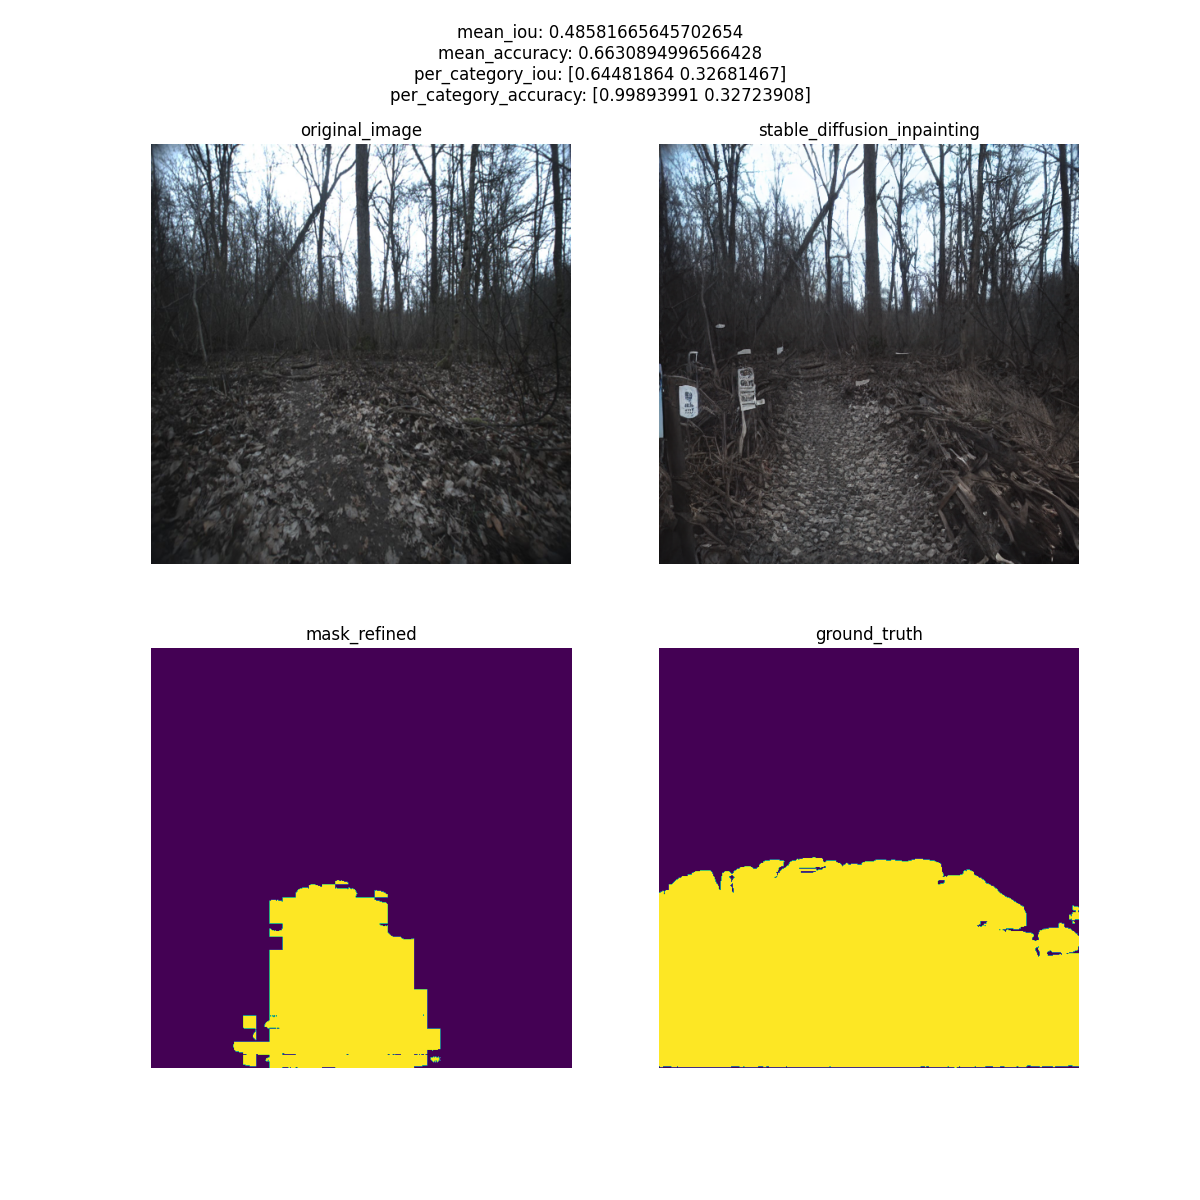 mean_iou: 0.48581665645702654
mean_accuracy: 0.6630894996566428
per_category_iou: [0.64481864 0.32681467]
per_category_accuracy: [0.99893991 0.32723908]
original_image
stable_diffusion_inpainting
mask_refined
ground_truth